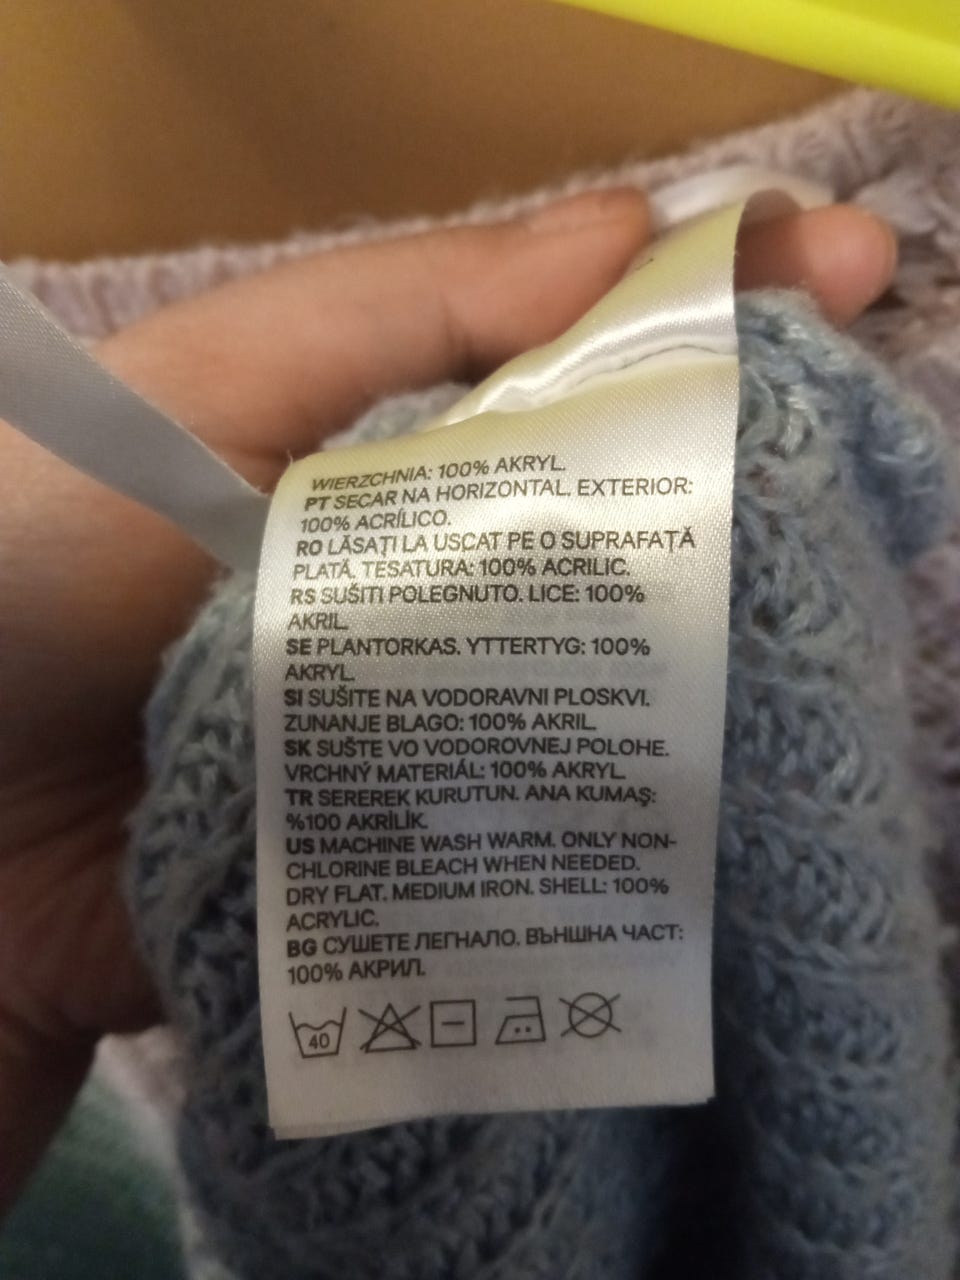 WIERZCHNIA: 100% AKRYL.
PT SECAR NA HORIZONTAL. EXTERIOR:
100% ACRÍLICO.
RO LĂSAȚI LA USCAT PE O SUPRAFAȚĂ
PLATĂ. TESATURA: 100% ACRILIC.
RS SUŠITI POLEGNUTO. LICE: 100%
AKRIL.
SE PLANTORKAS. YTTERTYG: 100%
AKRYL.
SI SUŠITE NA VODORAVNI PLOSKVI.
ZUNANJE BLAGO: 100% AKRIL.
SK SUŠTE VO VODOROVNEJ POLOHE.
VRCHNÝ MATERIÁL: 100% AKRYL.
TR SEREREK KURUTUN. ANA KUMAŞ:
%100 AKRİLİK.
US MACHINE WASH WARM. ONLY NON-
CHLORINE BLEACH WHEN NEEDED.
DRY FLAT. MEDIUM IRON. SHELL: 100%
ACRYLIC.
BG СУШЕТЕ ЛЕГНАЛО. ВЪНШНА ЧАСТ:
100% АКРИЛ.
40